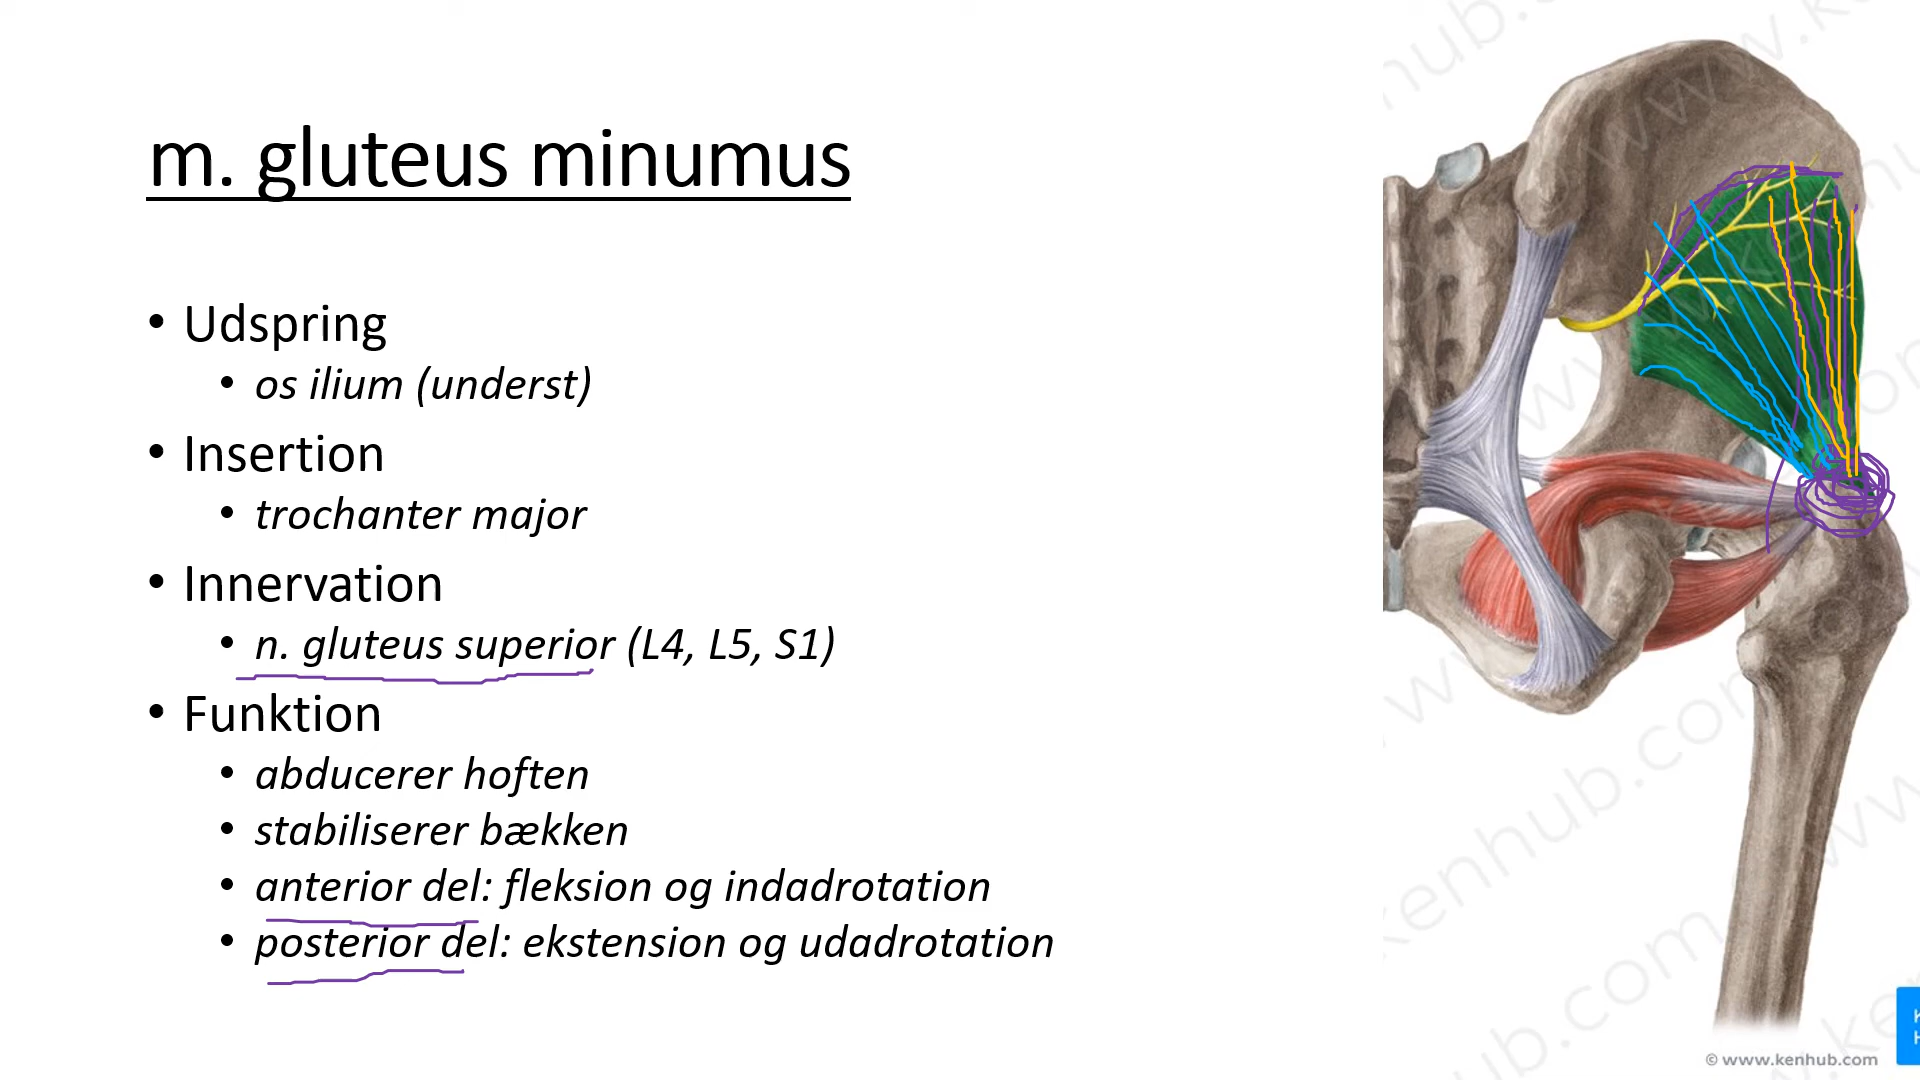 m. gluteus minumus
• Udspring
• os ilium (underst)
• Insertion
• trochanter major
• Innervation
• n. gluteus superior (L4, L5, S1)
• Funktion
• abducerer hoften
• stabiliserer bækken
• anterior del: fleksion og indadrotation
• posterior del: ekstension og udadrotation
© www.kenhub.com